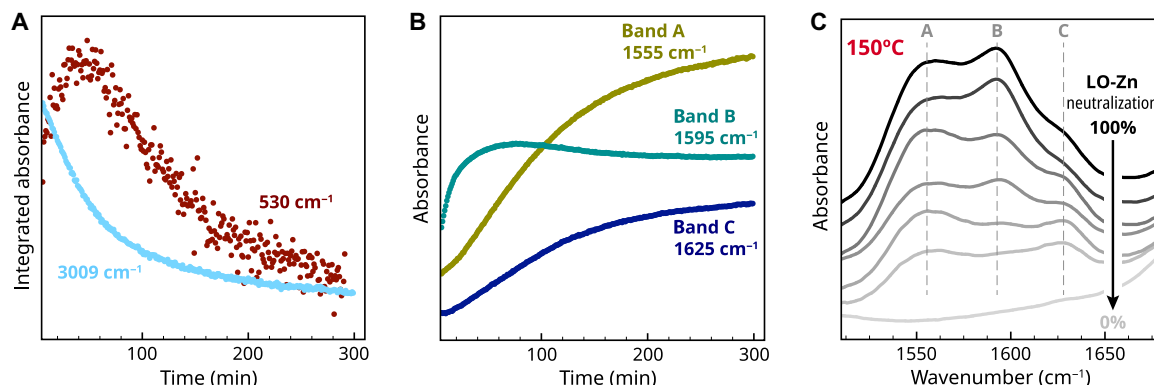 A
Integrated absorbance
530 cm⁻¹
3009 cm⁻¹
100
200
300
Time (min)
B
Absorbance
Band A
1555 cm⁻¹
Band B
1595 cm⁻¹
Band C
1625 cm⁻¹
100
200
300
Time (min)
C
Absorbance
150°C
A
B
C
LO-Zn
neutralization
100%
0%
1550
1600
1650
Wavenumber (cm⁻¹)